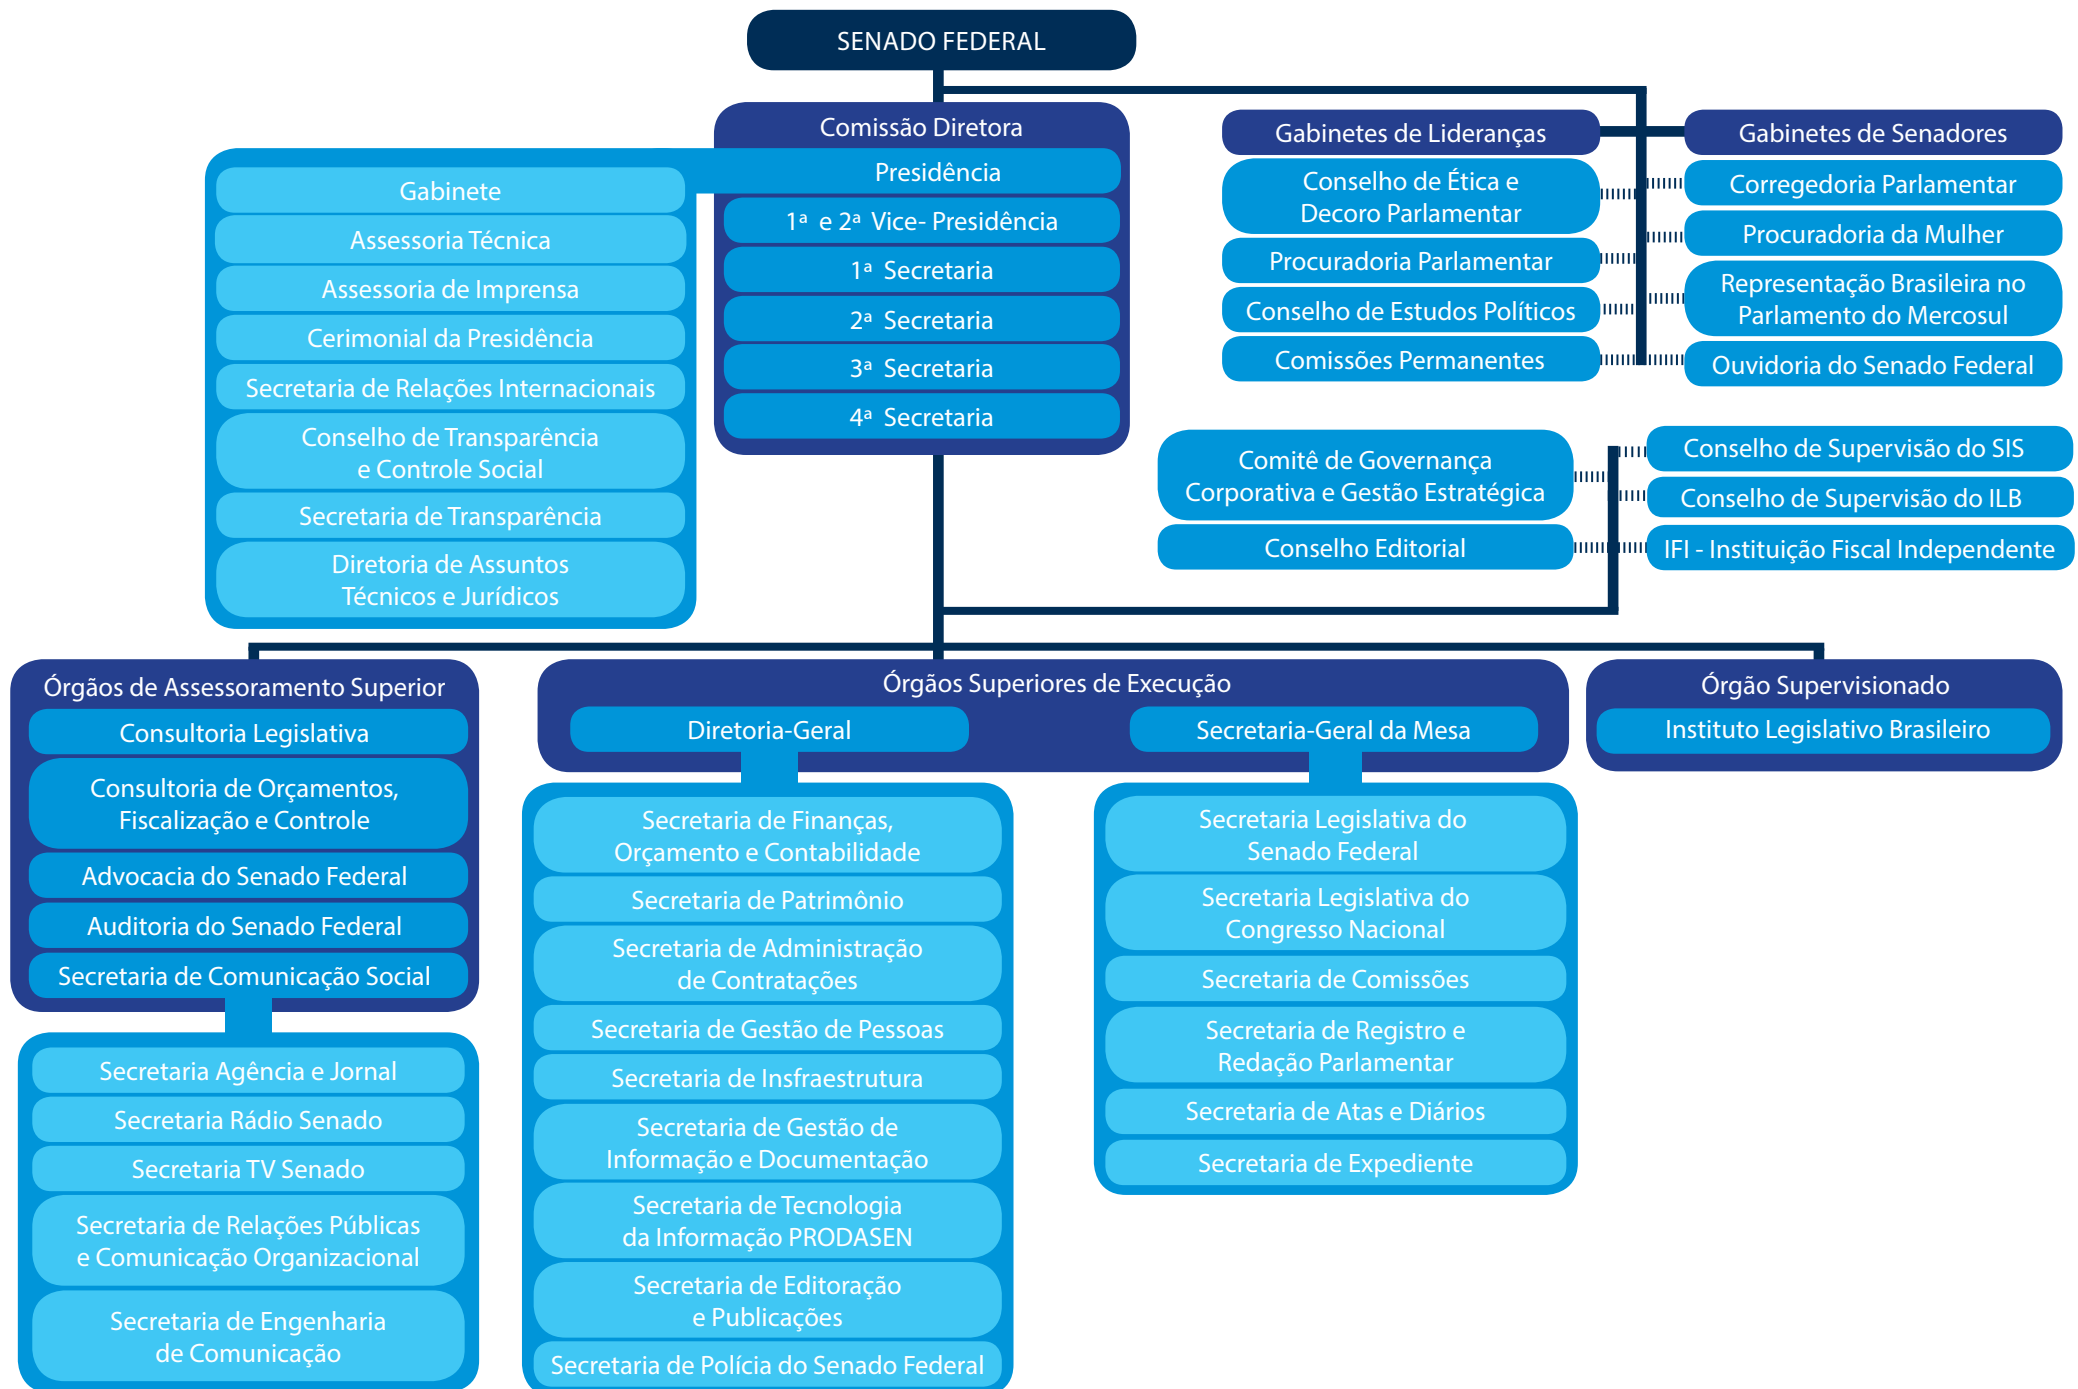 SENADO FEDERAL
Comissão Diretora
Presidência
1ª e 2ª Vice- Presidência
1ª Secretaria
2ª Secretaria
3ª Secretaria
4ª Secretaria
Gabinete
Assessoria Técnica
Assessoria de Imprensa
Cerimonial da Presidência
Secretaria de Relações Internacionais
Conselho de Transparência
e Controle Social
Secretaria de Transparência
Diretoria de Assuntos
Técnicos e Jurídicos
Gabinetes de Lideranças
Conselho de Ética e
Decoro Parlamentar
Procuradoria Parlamentar
Conselho de Estudos Políticos
Comissões Permanentes
Gabinetes de Senadores
Corregedoria Parlamentar
Procuradoria da Mulher
Representação Brasileira no
Parlamento do Mercosul
Ouvidoria do Senado Federal
Comitê de Governança
Corporativa e Gestão Estratégica
Conselho Editorial
Conselho de Supervisão do SIS
Conselho de Supervisão do ILB
IFI - Instituição Fiscal Independente
Órgãos de Assessoramento Superior
Consultoria Legislativa
Consultoria de Orçamentos,
Fiscalização e Controle
Advocacia do Senado Federal
Auditoria do Senado Federal
Secretaria de Comunicação Social
Secretaria Agência e Jornal
Secretaria Rádio Senado
Secretaria TV Senado
Secretaria de Relações Públicas
e Comunicação Organizacional
Secretaria de Engenharia
de Comunicação
Órgãos Superiores de Execução
Diretoria-Geral
Secretaria de Finanças,
Orçamento e Contabilidade
Secretaria de Patrimônio
Secretaria de Administração
de Contratações
Secretaria de Gestão de Pessoas
Secretaria de Insfraestrutura
Secretaria de Gestão de
Informação e Documentação
Secretaria de Tecnologia
da Informação PRODASEN
Secretaria de Editoração
e Publicações
Secretaria de Polícia do Senado Federal
Secretaria-Geral da Mesa
Secretaria Legislativa do
Senado Federal
Secretaria Legislativa do
Congresso Nacional
Secretaria de Comissões
Secretaria de Registro e
Redação Parlamentar
Secretaria de Atas e Diários
Secretaria de Expediente
Órgão Supervisionado
Instituto Legislativo Brasileiro